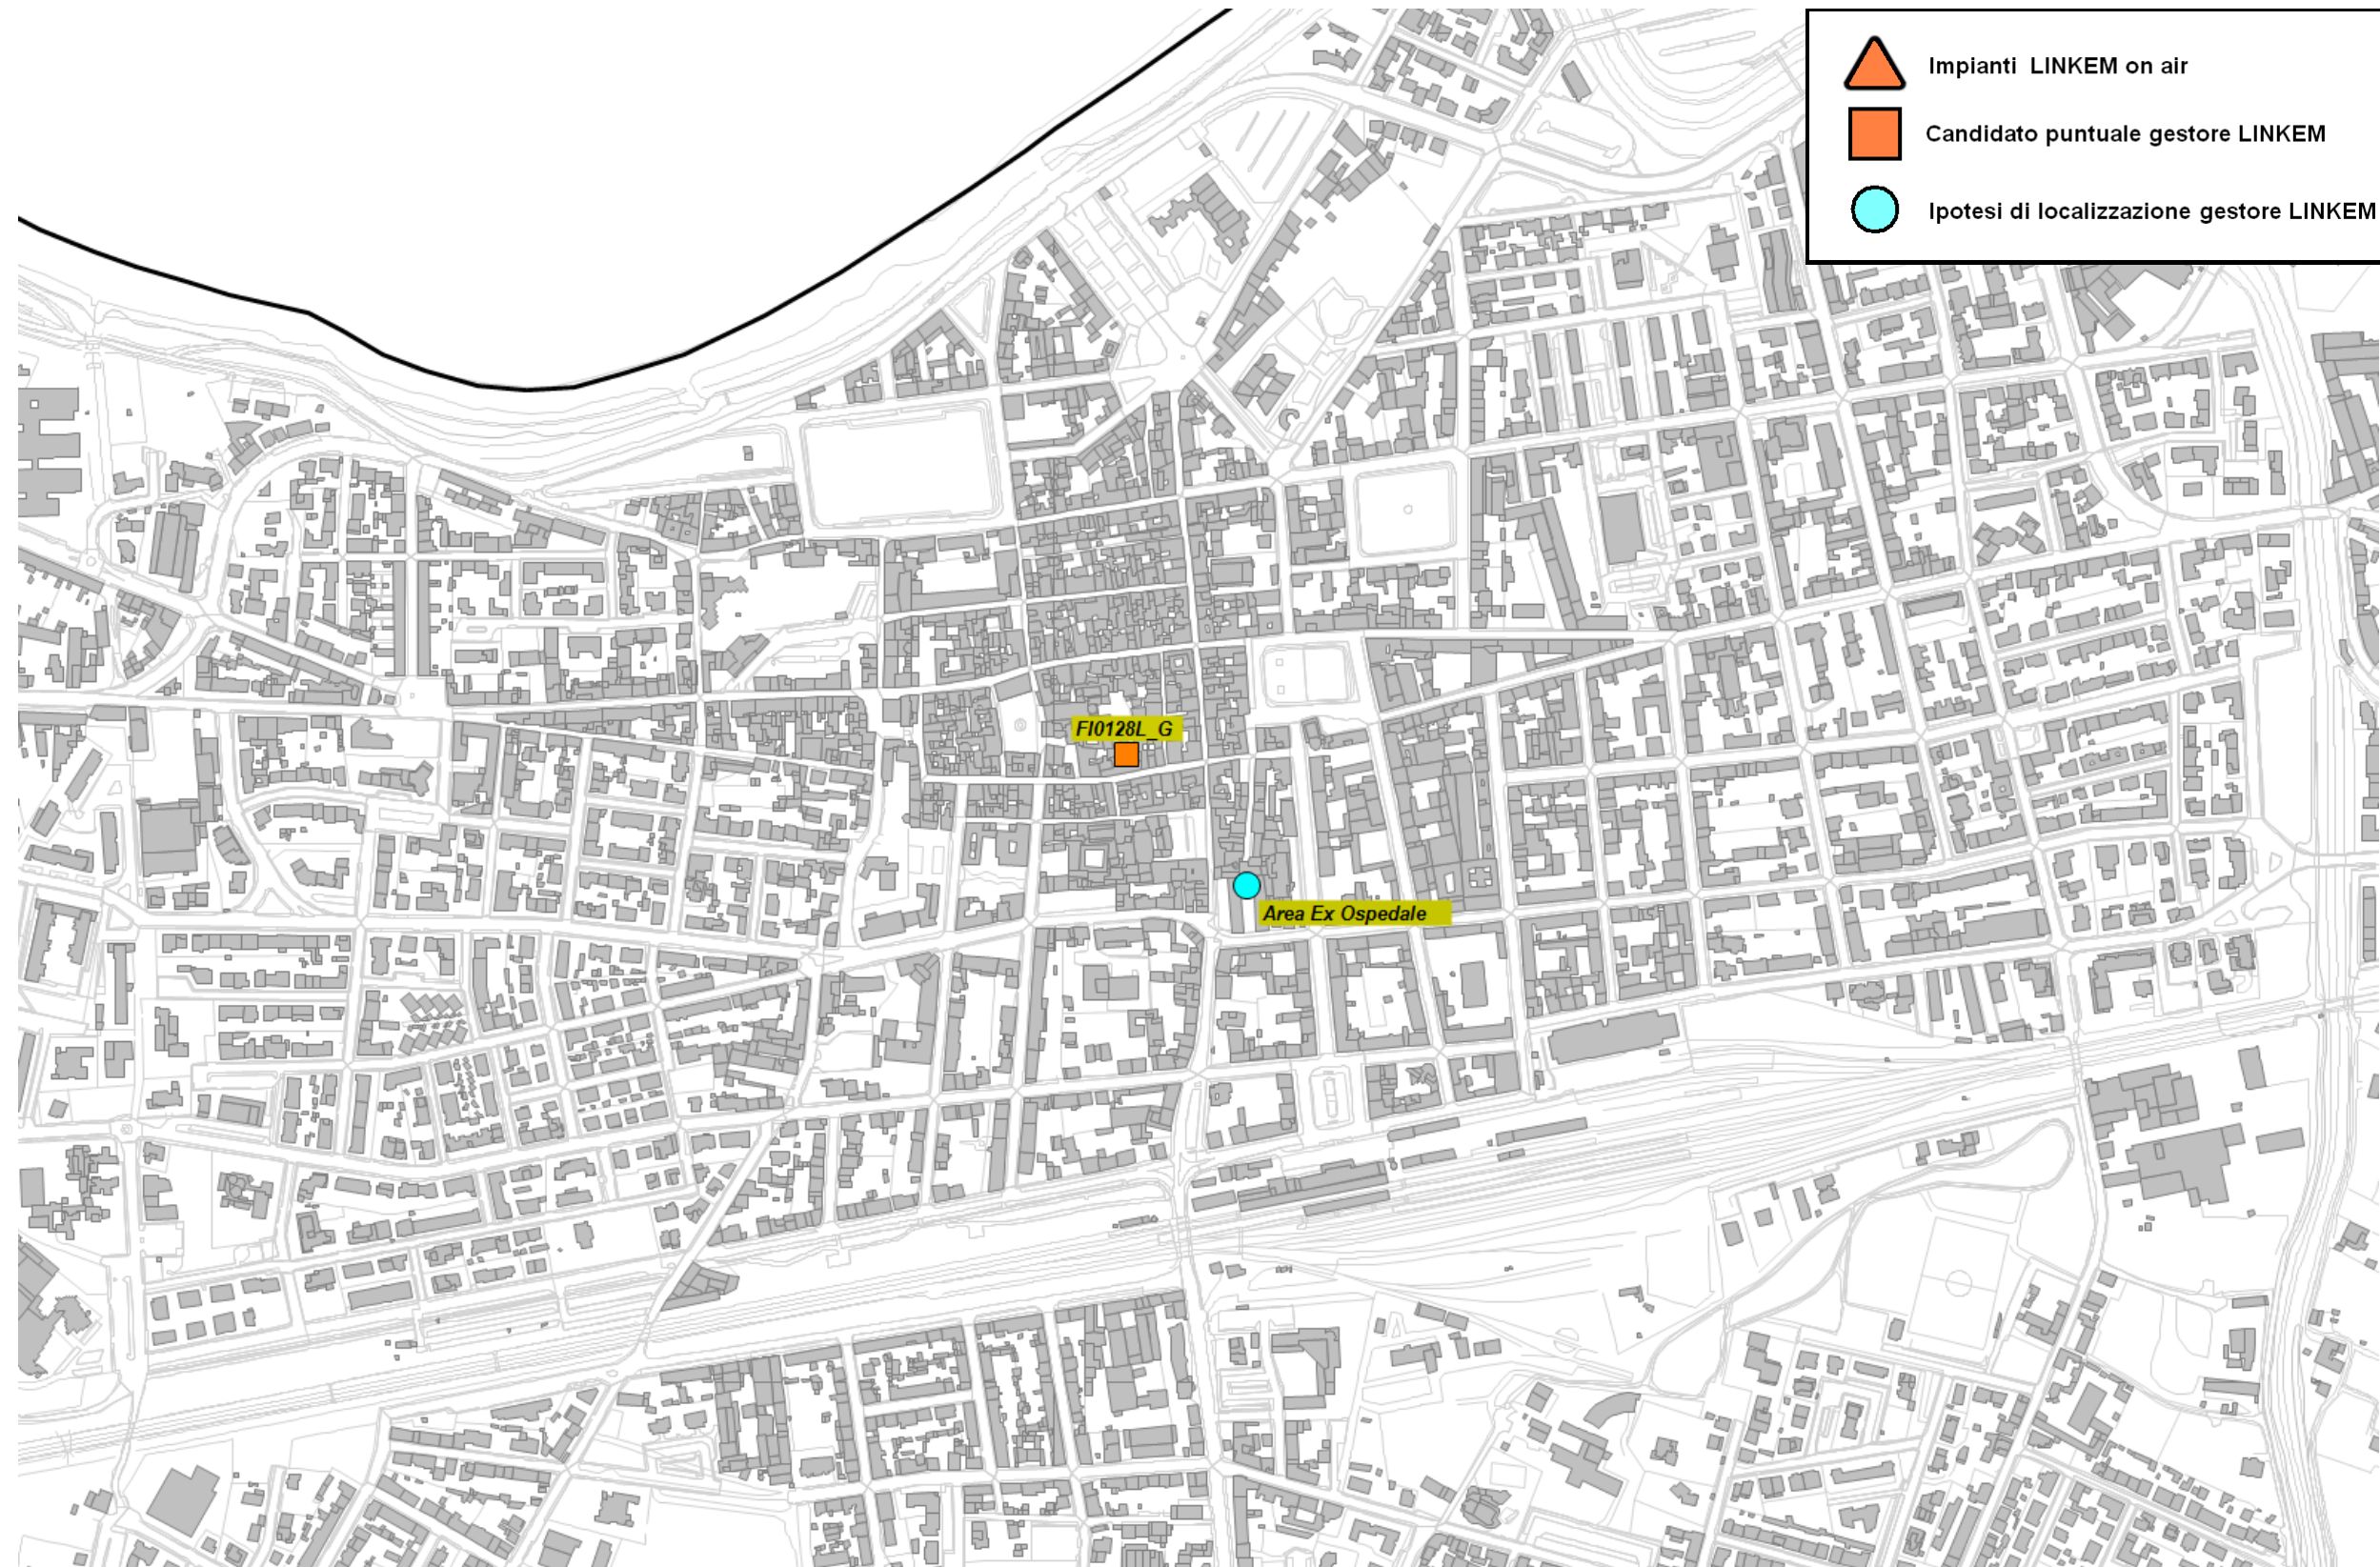 Impianti LINKEM on air
Candidato puntuale gestore LINKEM
Ipotesi di localizzazione gestore LINKEM
FI0128L_G
Area Ex Ospedale